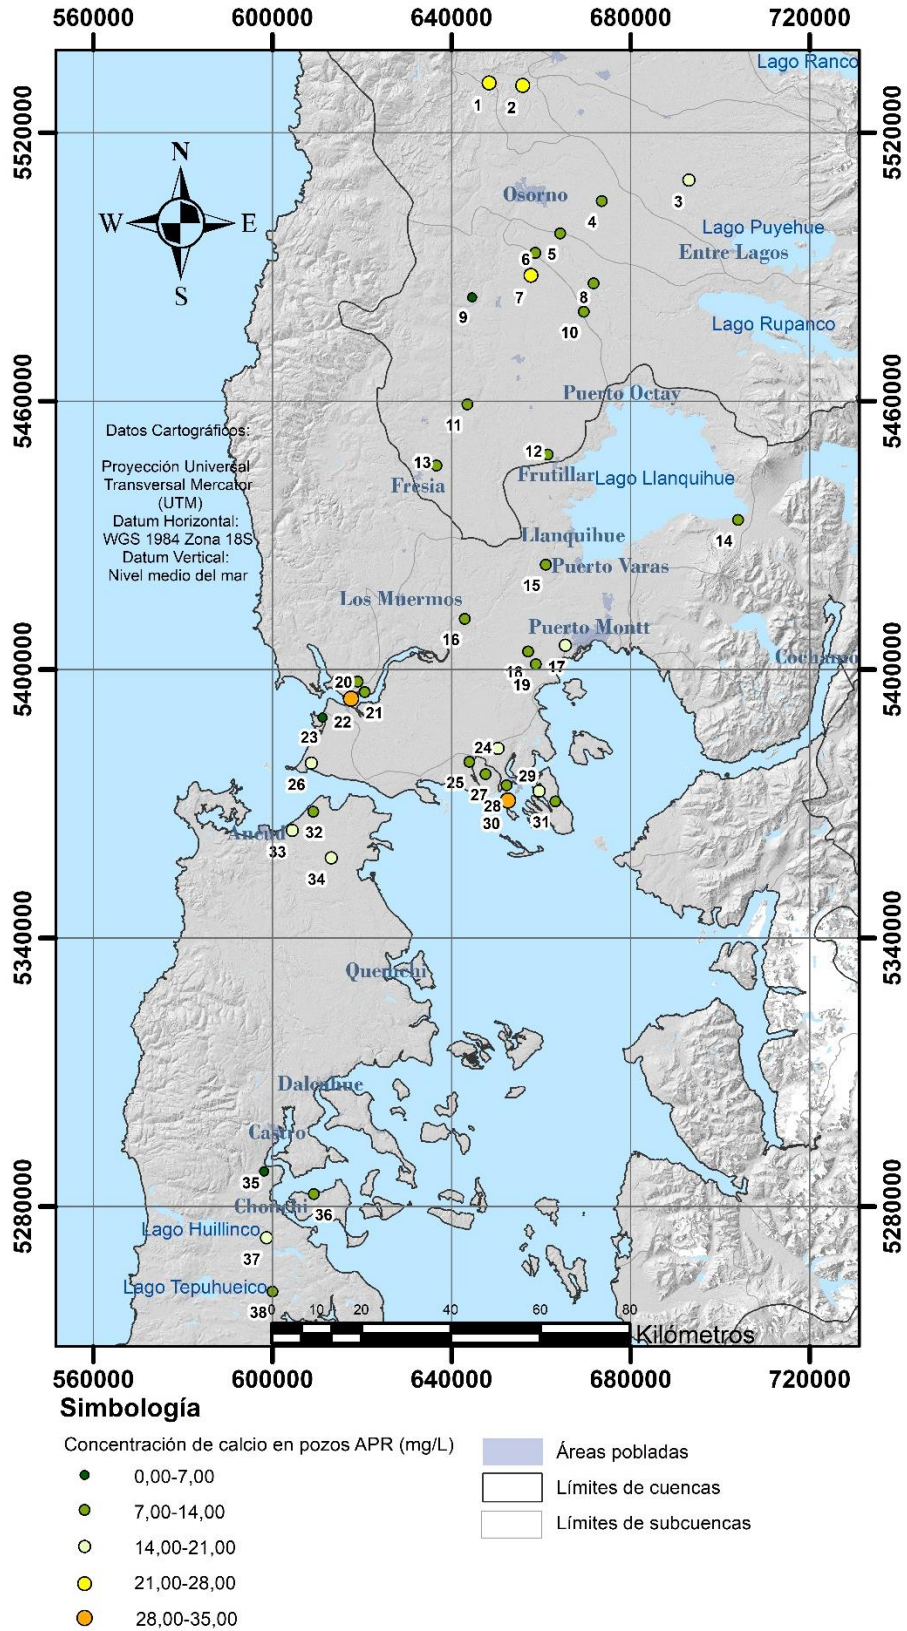 560000 600000 640000 680000 720000
Lago Ranco
1
2
5520000
5520000
N
W
E
S
3
Osorno
4
Lago Puyehue
Entre Lagos
5
6
7
8
9
10
Lago Rupanco
Puerto Octay
5460000
5460000
11
Datos Cartográficos:
Proyección Universal
Transversal Mercator
(UTM)
Datum Horizontal:
WGS 1984 Zona 18S
Datum Vertical:
Nivel medio del mar
12
13
Fresia
Frutillar
Lago Llanquihue
14
Llanquihue
15
Puerto Varas
Los Muermos
16
Puerto Montt
Cochamo
17
18
19
5400000
5400000
20
21
22
23
24
25
26
27
28
29
30
31
32
Ancud
33
34
5340000
5340000
Quemchi
Dalcahue
Castro
35
36
Chonchi
5280000
5280000
Lago Huillinco
37
Lago Tepuhueico
38
0 10 20 40 60 80
Kilómetros
560000 600000 640000 680000 720000
Simbología
Concentración de calcio en pozos APR (mg/L)
0,00-7,00
7,00-14,00
14,00-21,00
21,00-28,00
28,00-35,00
Áreas pobladas
Límites de cuencas
Límites de subcuencas